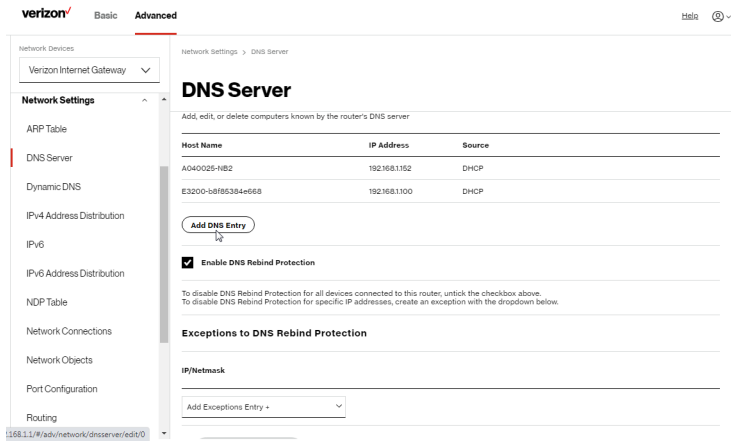 verizon
Basic
Advanced
Help
Network Devices
Verizon Internet Gateway
Network Settings
ARP Table
DNS Server
Dynamic DNS
IPv4 Address Distribution
IPv6
IPv6 Address Distribution
NDP Table
Network Connections
Network Objects
Port Configuration
Routing
.168.1.1/#/adv/network/dnsserver/edit/0
Network Settings > DNS Server
DNS Server
Add, edit, or delete computers known by the router's DNS server
Host Name IP Address Source
A040025-NB2 192.168.1.152 DHCP
E3200-b8f85384e668 192.168.1.100 DHCP
Add DNS Entry
Enable DNS Rebind Protection
To disable DNS Rebind Protection for all devices connected to this router, untick the checkbox above.
To disable DNS Rebind Protection for specific IP addresses, create an exception with the dropdown below.
Exceptions to DNS Rebind Protection
IP/Netmask
Add Exceptions Entry +